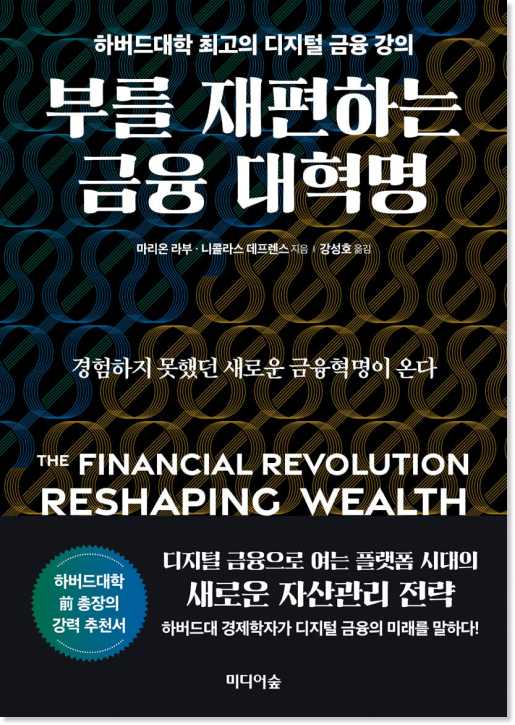 하버드대학 최고의 디지털 금융 강의
부를 재편하는
금융 대혁명
마리온 라부 · 니콜라스 데프렌스 지음 | 강성호 옮김
경험하지 못했던 새로운 금융혁명이 온다
THE FINANCIAL REVOLUTION
RESHAPING WEALTH
하버드대학
前 총장의
강력 추천서
디지털 금융으로 여는 플랫폼 시대의
새로운 자산관리 전략
하버드대 경제학자가 디지털 금융의 미래를 말하다!
미디어숲